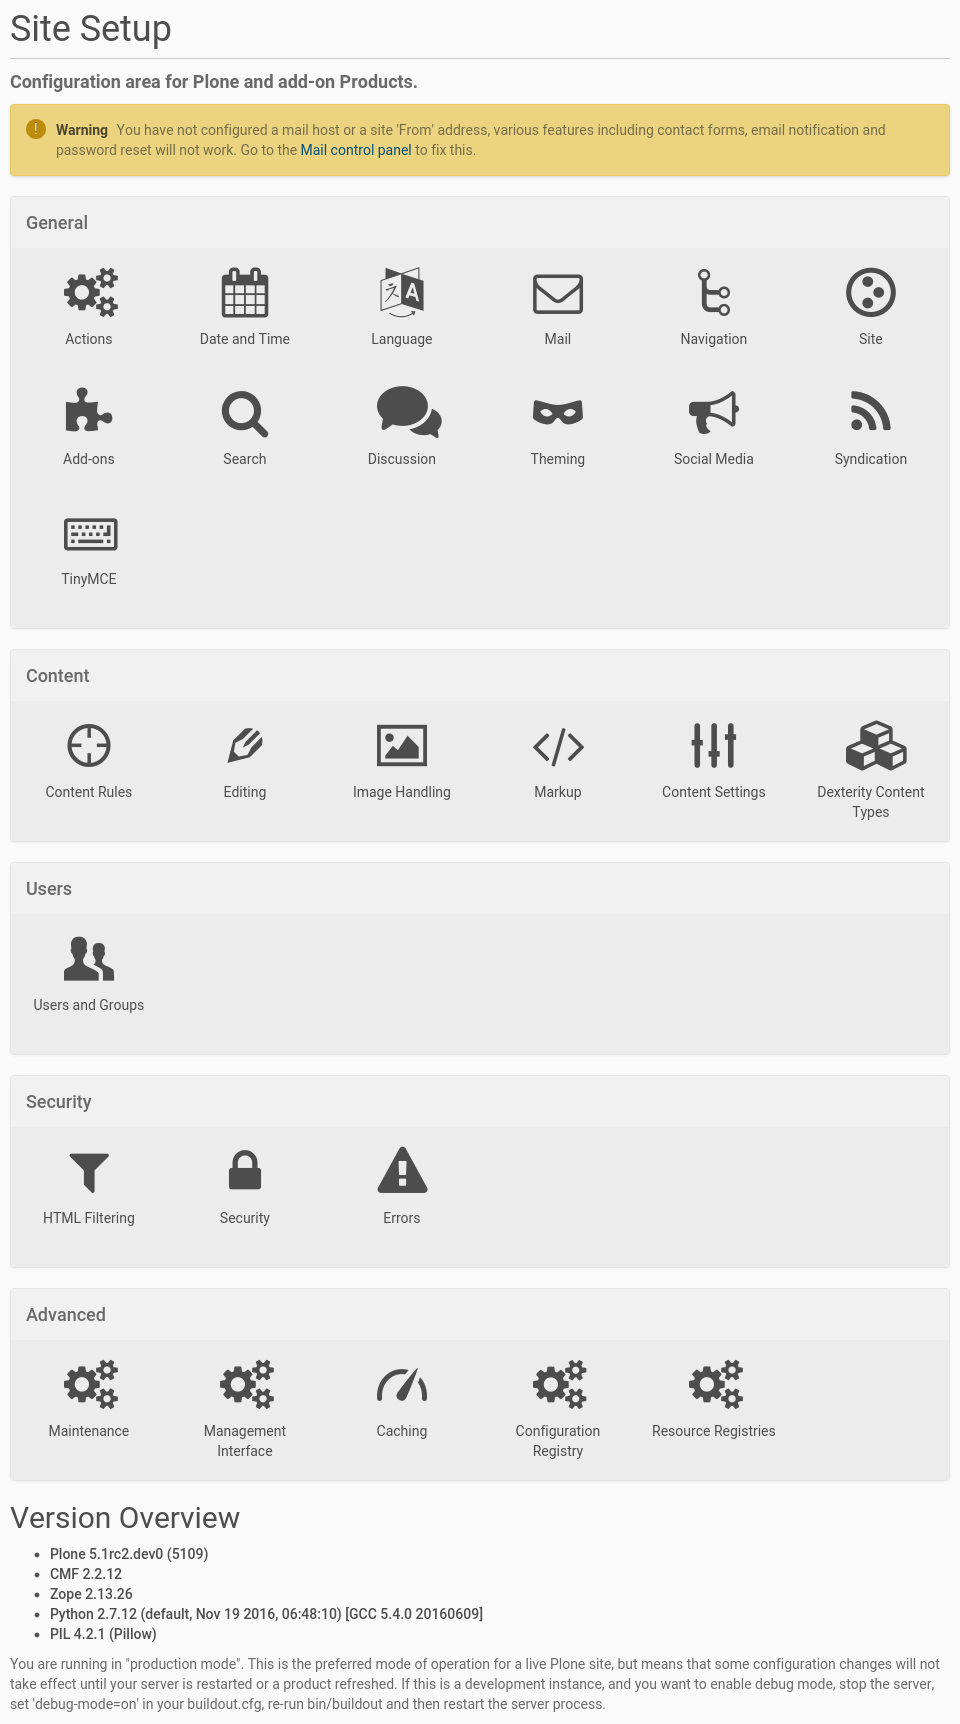 Site Setup
Configuration area for Plone and add-on Products.
Warning You have not configured a mail host or a site 'From' address, various features including contact forms, email notification and
password reset will not work. Go to the Mail control panel to fix this.
General
Actions
Date and Time
Language
Mail
Navigation
Site
Add-ons
Search
Discussion
Theming
Social Media
Syndication
TinyMCE
Content
Content Rules
Editing
Image Handling
Markup
Content Settings
Dexterity Content
Types
Users
Users and Groups
Security
HTML Filtering
Security
Errors
Advanced
Maintenance
Management
Interface
Caching
Configuration
Registry
Resource Registries
Version Overview
• Plone 5.1rc2.dev0 (5109)
• CMF 2.2.12
• Zope 2.13.26
• Python 2.7.12 (default, Nov 19 2016, 06:48:10) [GCC 5.4.0 20160609]
• PIL 4.2.1 (Pillow)
You are running in "production mode". This is the preferred mode of operation for a live Plone site, but means that some configuration changes will not
take effect until your server is restarted or a product refreshed. If this is a development instance, and you want to enable debug mode, stop the server,
set 'debug-mode=on' in your buildout.cfg, re-run bin/buildout and then restart the server process.